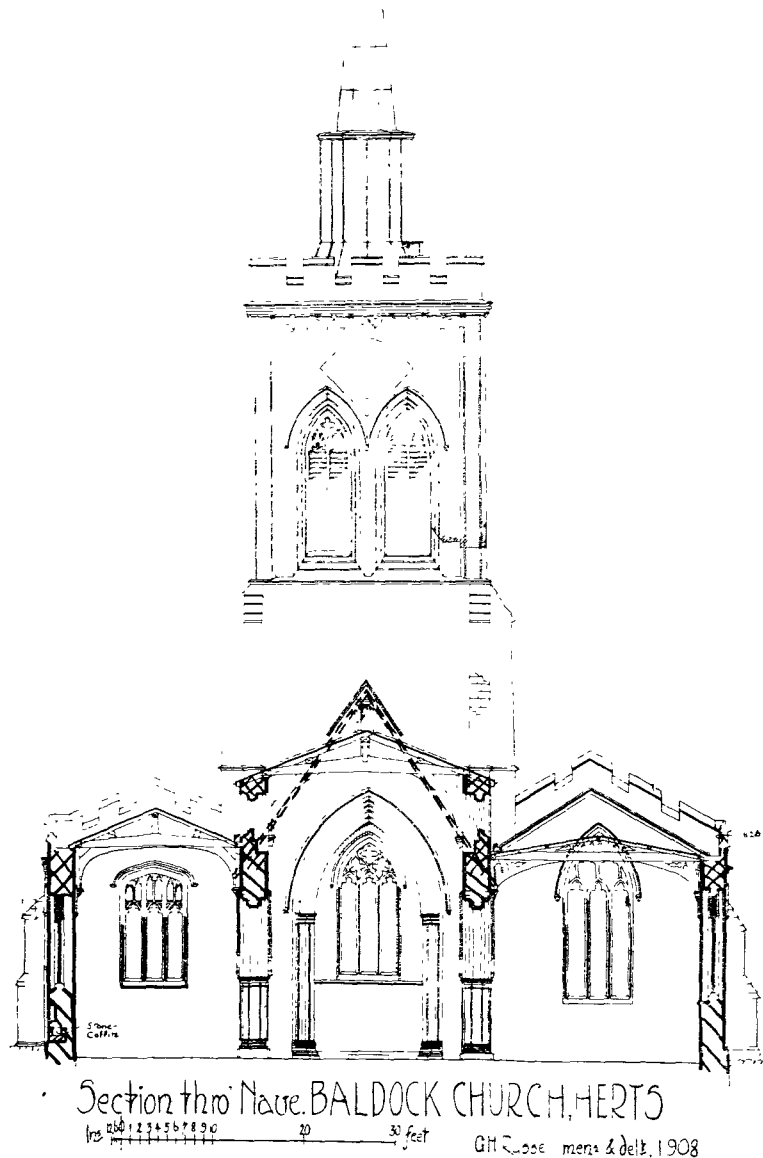 Stone-
Coffin
Section thro' Nave. BALDOCK CHURCH, HERTS
Ins 12 6 0 1 2 3 4 5 6 7 8 9 10 20 30 feet
GH mens & delt. 1908